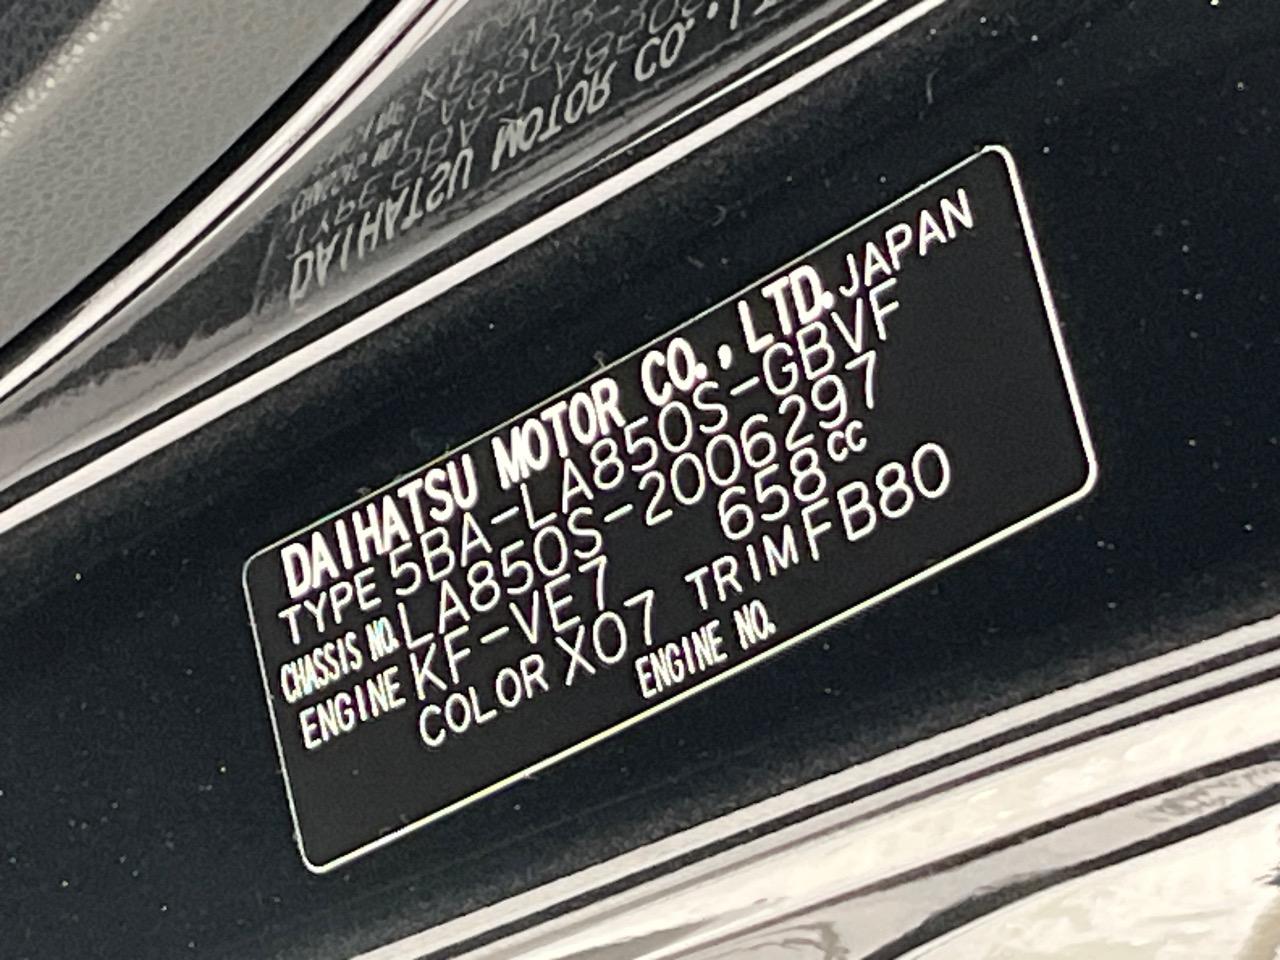 DAIHATSU MOTOR CO., LTD. JAPAN
TYPE 5BA-LA850S-GBVF
CHASSIS NO. LA850S-2006297
ENGINE KF-VE7 658cc
COLOR X07 TRIM FB80
ENGINE NO.